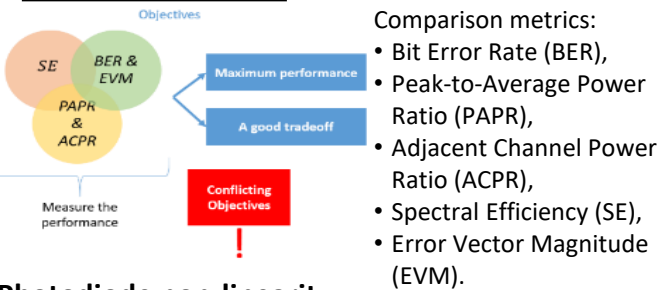 Objectives
SE
BER &
EVM
PAPR
&
ACPR
Maximum performance
A good tradeoff
Measure the
performance
Conflicting
Objectives
!
Comparison metrics:
• Bit Error Rate (BER),
• Peak-to-Average Power
Ratio (PAPR),
• Adjacent Channel Power
Ratio (ACPR),
• Spectral Efficiency (SE),
• Error Vector Magnitude
(EVM).